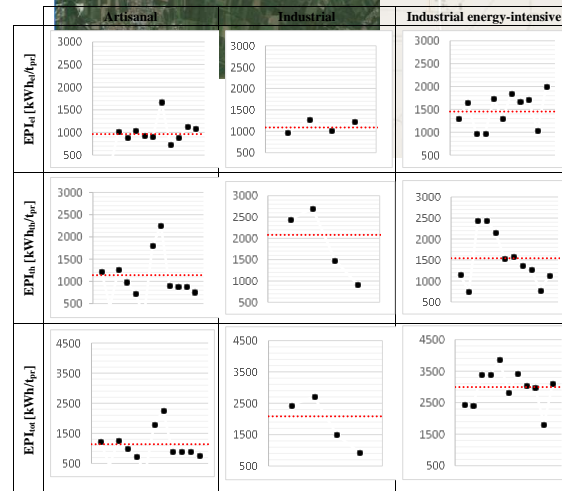 Artisanal Industrial Industrial energy-intensive
EPIel [kWhel/tpr]
3000 3000 3000
2500 2500 2500
2000 2000 2000
1500 1500 1500
1000 1000 1000
500 500 500
EPIth [kWhth/tpr]
3000 3000 3000
2500 2500 2500
2000 2000 2000
1500 1500 1500
1000 1000 1000
500 500 500
EPItot [kWh/tpr]
4500 4500 4500
3500 3500 3500
2500 2500 2500
1500 1500 1500
500 500 500